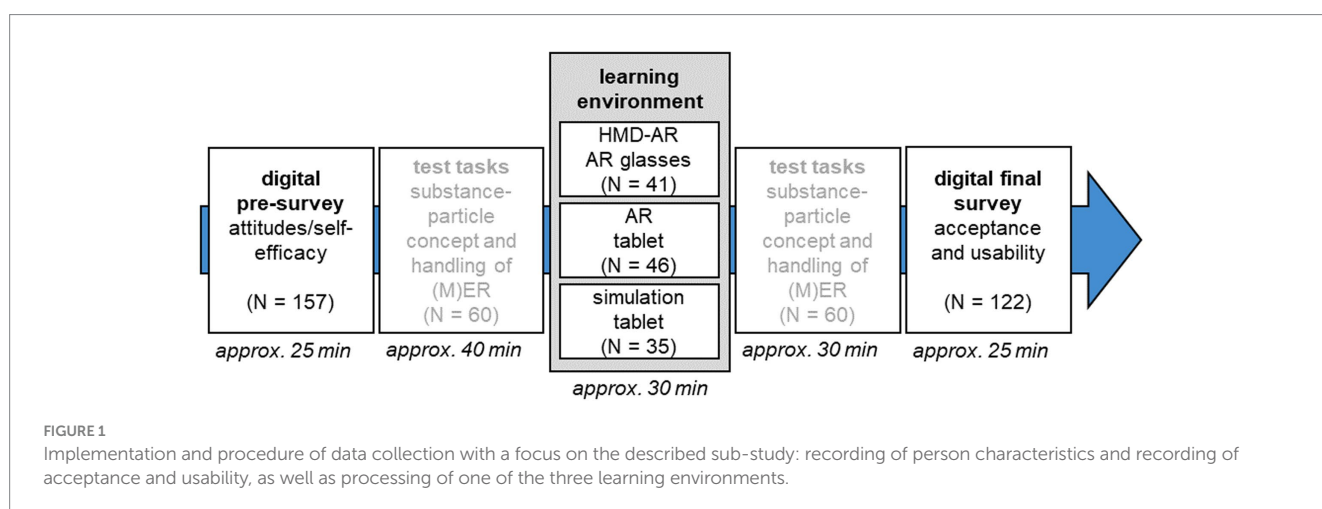 digital
pre-survey
attitudes/self-
efficacy
(N = 157)
approx. 25 min
test tasks
substance-
particle
concept and
handling of
(M)ER
(N = 60)
approx. 40 min
learning
environment
HMD-AR
AR glasses
(N = 41)
AR
tablet
(N = 46)
simulation
tablet
(N = 35)
approx. 30 min
test tasks
substance-
particle
concept and
handling of
(M)ER
(N = 60)
approx. 30 min
digital final
survey
acceptance
and usability
(N = 122)
approx. 25 min
FIGURE 1
Implementation and procedure of data collection with a focus on the described sub-study: recording of person characteristics and recording of
acceptance and usability, as well as processing of one of the three learning environments.